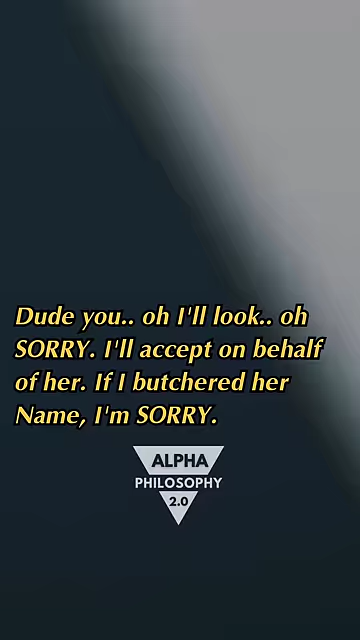 Dude you.. oh I'll look.. oh
SORRY. I'll accept on behalf
of her. If I butchered her
Name, I'm SORRY.
ALPHA
PHILOSOPHY
2.0